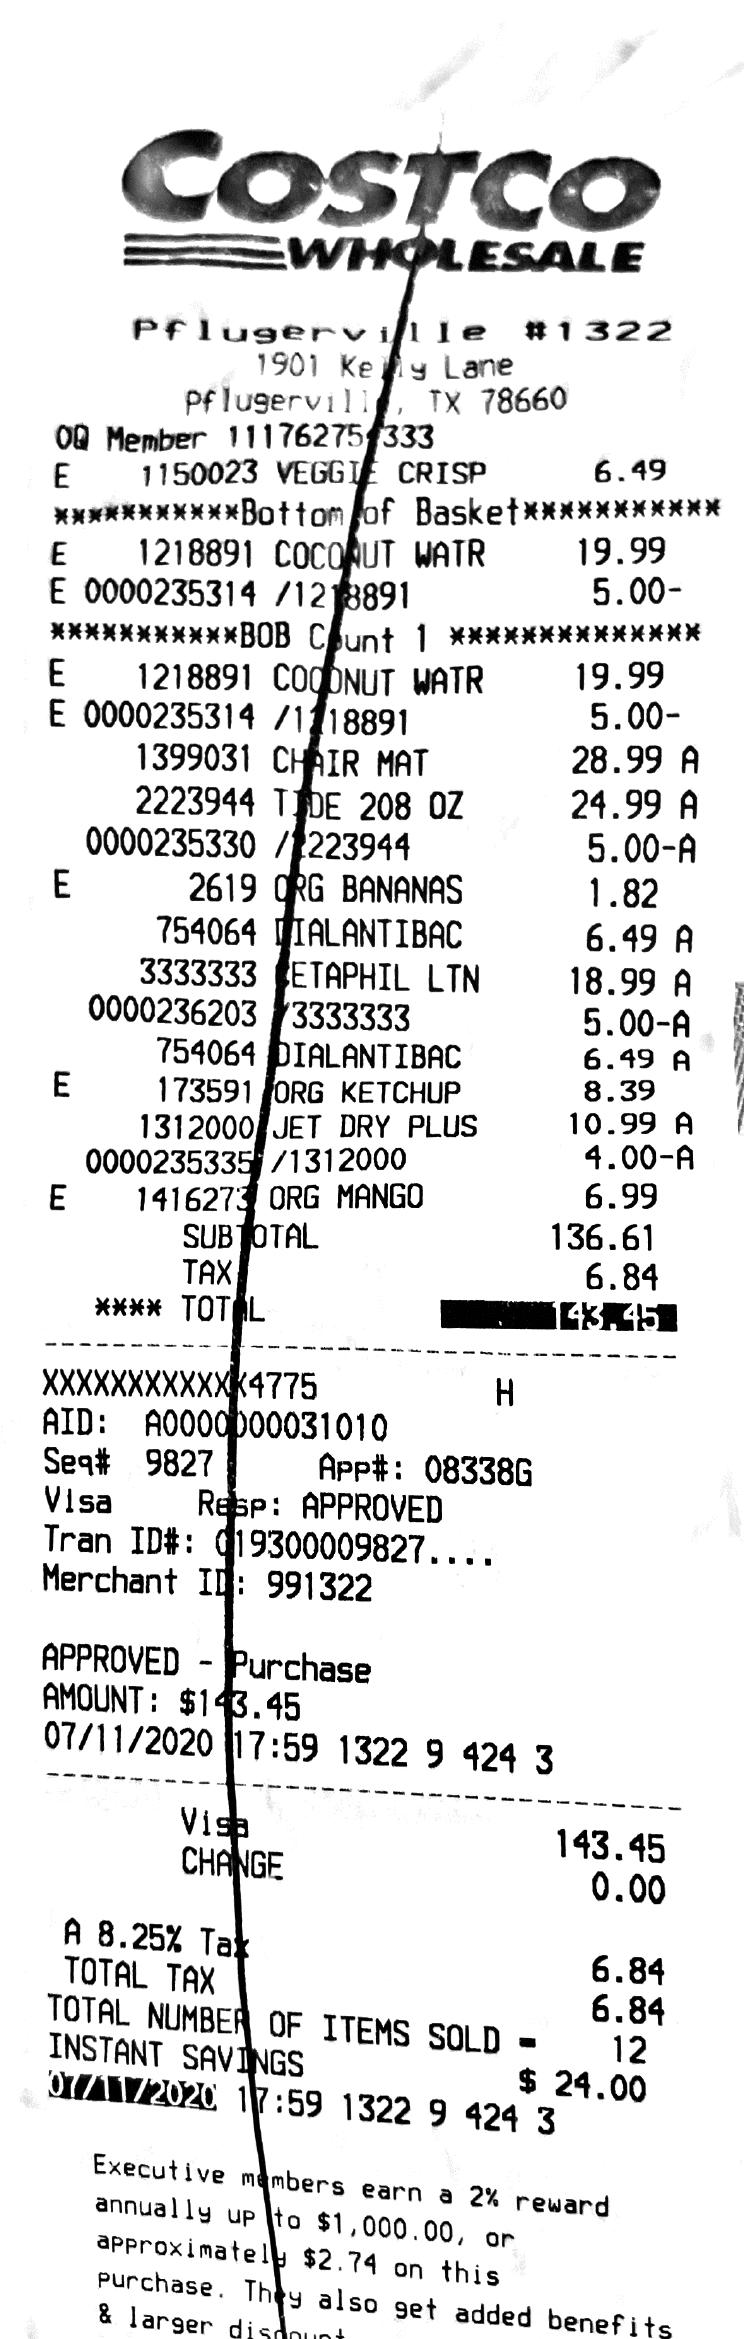 COSTCO
WHOLESALE
Pflugerville #1322
1901 Kelly Lane
Pflugerville, TX 78660
OQ Member
E 1150023 VEGGIE CRISP 6.49
***********Bottom of Basket***********
E 1218891 COCONUT WATR 19.99
E 0000235314 /1218891 5.00-
***********BOB Count 1 **************
E 1218891 COCONUT WATR 19.99
E 0000235314 /1218891 5.00-
1399031 CHAIR MAT 28.99 A
2223944 TIDE 208 OZ 24.99 A
0000235330 /2223944 5.00-A
E 2619 ORG BANANAS 1.82
754064 DIALANTIBAC 6.49 A
3333333 CETAPHIL LTN 18.99 A
0000236203 /3333333 5.00-A
754064 DIALANTIBAC 6.49 A
E 173591 ORG KETCHUP 8.39
1312000 JET DRY PLUS 10.99 A
0000235335 /1312000 4.00-A
E 1416273 ORG MANGO 6.99
SUBTOTAL 136.61
TAX 6.84
**** TOTAL 143.45
XXXXXXXXXXXX4775 H
AID: A0000000031010
Seq# 9827 App#: 08338G
Visa Resp: APPROVED
Tran ID#: 019300009827....
Merchant ID: 991322
APPROVED - Purchase
AMOUNT: $143.45
07/11/2020 17:59 1322 9 424 3
Visa 143.45
CHANGE 0.00
A 8.25% Tax 6.84
TOTAL TAX 6.84
TOTAL NUMBER OF ITEMS SOLD = 12
INSTANT SAVINGS $ 24.00
07/11/2020 17:59 1322 9 424 3
Executive members earn a 2% reward
annually up to $1,000.00, or
approximately $2.74 on this
purchase. They also get added benefits
& larger